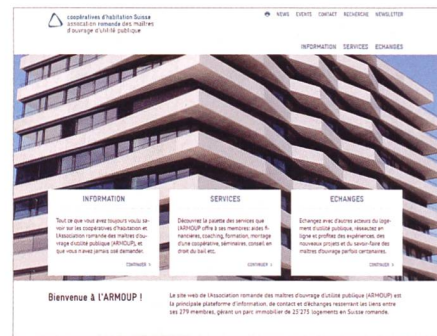 coopératives d'habitation Suisse
association romande des maîtres
d'ouvrage d'utilité publique
NEWS EVENTS CONTACT RECHERCHE NEWSLETTER
INFORMATION SERVICES ECHANGES
INFORMATION
Tout ce que vous avez toujours voulu sa-
voir sur les coopératives d'habitation et
l'Association romande des maîtres d'ou-
vrage d'utilité publique (ARMOUP), et
que vous n'avez jamais osé demander.
CONTINUER
SERVICES
Découvrez la palette des services que
l'ARMOUP offre à ses membres: aides fi-
nancières, coaching, formation, montage
d'une coopérative, séminaires, conseil en
droit du bail etc.
CONTINUER
ECHANGES
Echangez avec d'autres acteurs du loge-
ment d'utilité publique, réseautez en
ligne et profitez des expériences, des
nouveaux projets et du savoir-faire des
maîtres d'ouvrage parfois centenaires.
CONTINUER
Bienvenue à l'ARMOUP !
Le site web de l'Association romande des maîtres d'ouvrage d'utilité publique (ARMOUP) est
la principale plateforme d'information, de contact et d'échanges resserrant les liens entre
ses 279 membres, gérant un parc immobilier de 23'275 logements en Suisse romande.